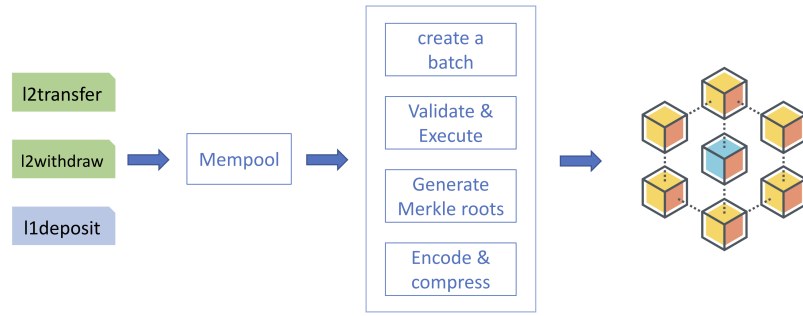 l2transfer
l2withdraw
l1deposit
Mempool
create a
batch
Validate &
Execute
Generate
Merkle roots
Encode &
compress